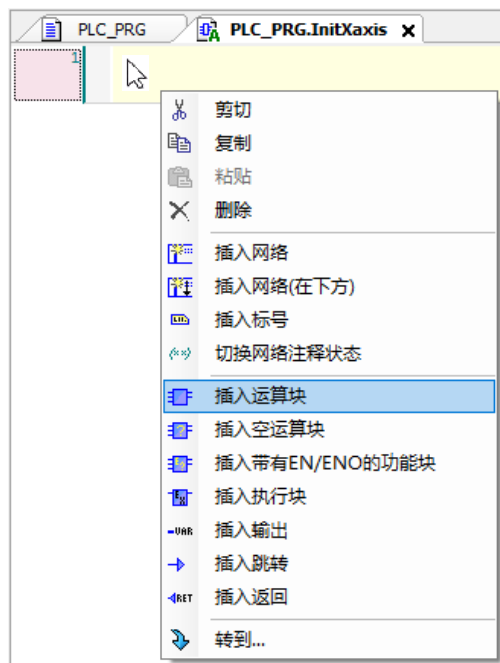 PLC_PRG
PLC_PRG.InitXaxis
1
剪切
复制
粘贴
删除
插入网络
插入网络(在下方)
插入标号
切换网络注释状态
插入运算块
插入空运算块
插入带有EN/ENO的功能块
插入执行块
VAR 插入输出
插入跳转
RET 插入返回
转到...